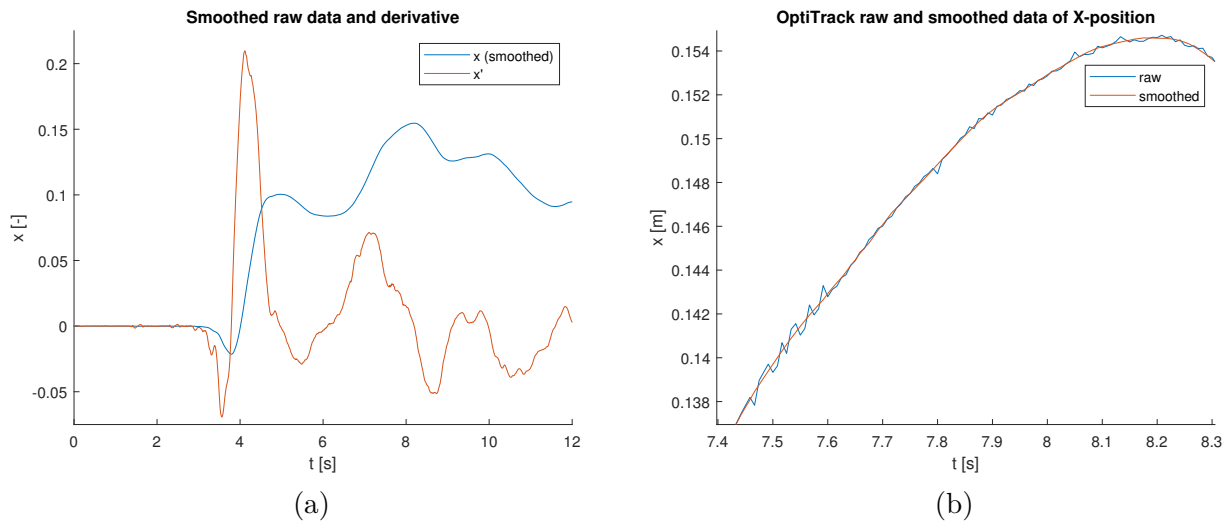 Smoothed raw data and derivative
x (smoothed)
x'
0.2
0.15
0.1
0.05
0
-0.05
x [-]
0 2 4 6 8 10 12
t [s]
(a)
OptiTrack raw and smoothed data of X-position
raw
smoothed
0.154
0.152
0.15
0.148
0.146
0.144
0.142
0.14
0.138
x [m]
7.4 7.5 7.6 7.7 7.8 7.9 8 8.1 8.2 8.3
t [s]
(b)